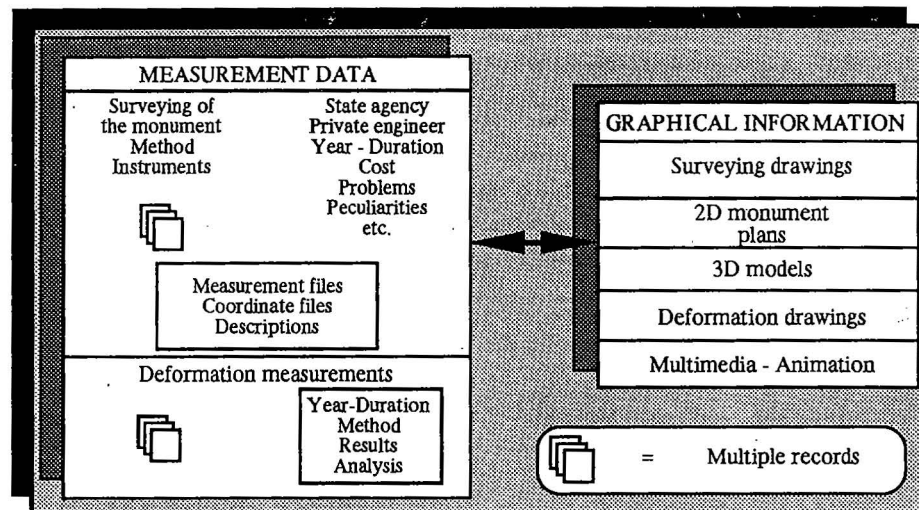 MEASUREMENT DATA
Surveying of
the monument
Method
Instruments
State agency
Private engineer
Year - Duration
Cost
Problems
Peculiarities
etc.
Measurement files
Coordinate files
Descriptions
Deformation measurements
Year-Duration
Method
Results
Analysis
GRAPHICAL INFORMATION
Surveying drawings
2D monument
plans
3D models
Deformation drawings
Multimedia - Animation
= Multiple records